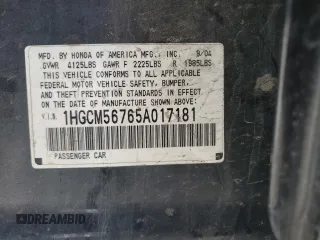 MFD. BY HONDA OF AMERICA MFG., INC. 9/04
GVWR 4125LBS GAWR F 2225LBS R 1985LBS
THIS VEHICLE CONFORMS TO ALL APPLICABLE
FEDERAL MOTOR VEHICLE SAFETY, BUMPER,
AND THEFT PREVENTION STANDARDS IN EFFECT
ON THE DATE OF MANUFACTURE SHOWN ABOVE.
V.I.N. 1HGCM56765A017181
PASSENGER CAR
DREAMBID